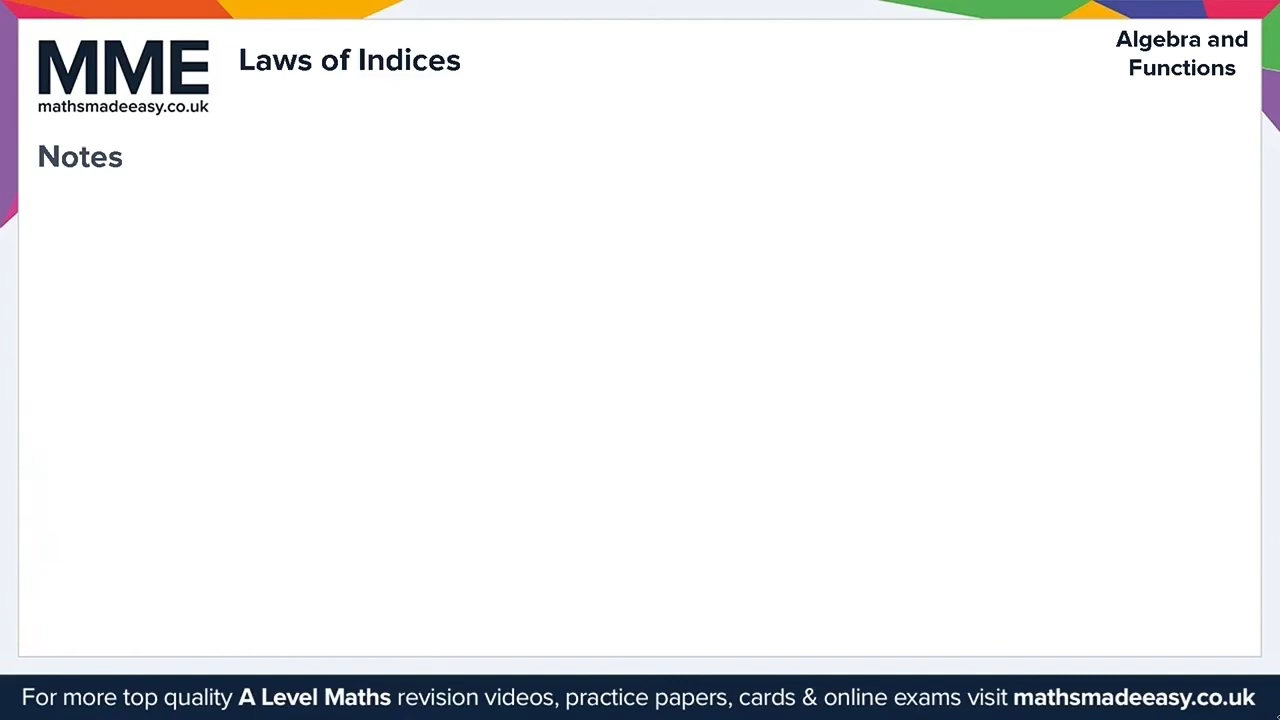 MME
mathsmadeeasy.co.uk
Laws of Indices
Algebra and
Functions
Notes
For more top quality A Level Maths revision videos, practice papers, cards & online exams visit mathsmadeeasy.co.uk